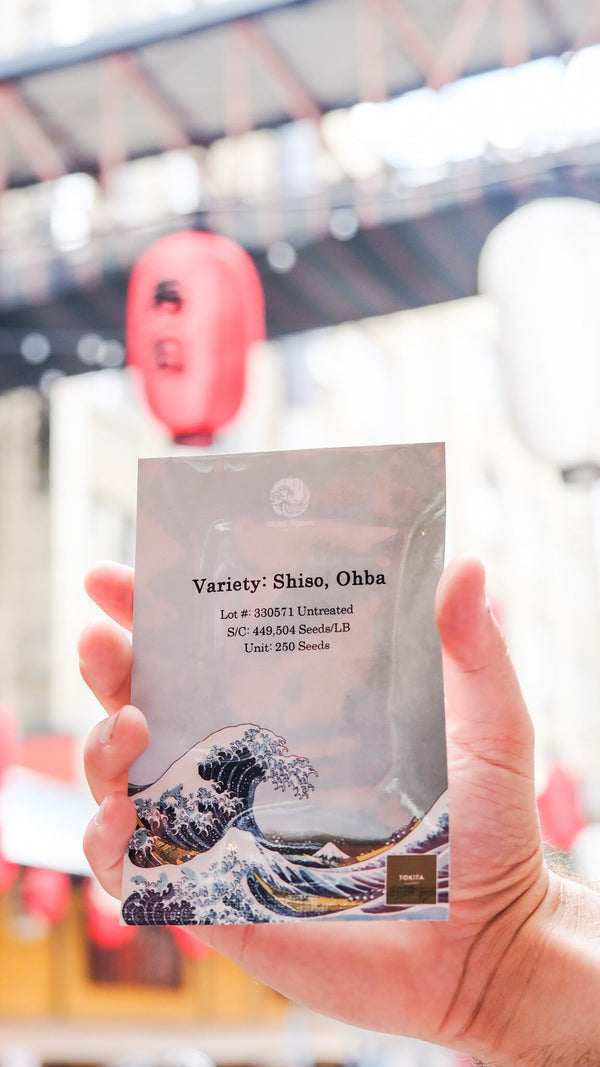 Variety: Shiso, Ohba
Lot #: 330571 Untreated
S/C: 449,504 Seeds/LB
Unit: 250 Seeds
TOKITA